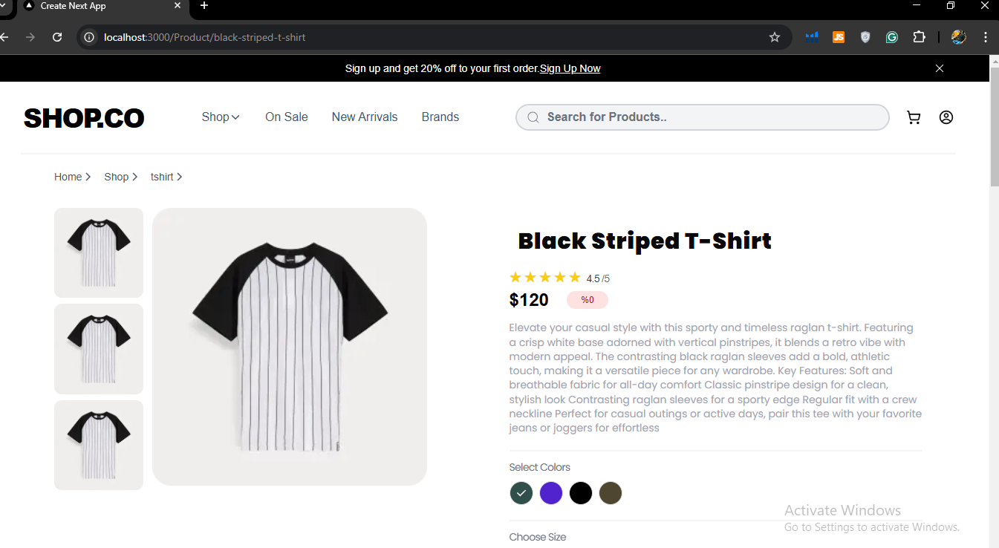 Create Next App
localhost:3000/Product/black-striped-t-shirt
JS
G
Sign up and get 20% off to your first order.Sign Up Now
SHOP.CO
Shop
On Sale
New Arrivals
Brands
Search for Products..
Home
Shop
tshirt
Black Striped T-Shirt
4.5 /5
$120
%0
Elevate your casual style with this sporty and timeless raglan t-shirt. Featuring
a crisp white base adorned with vertical pinstripes, it blends a retro vibe with
modern appeal. The contrasting black raglan sleeves add a bold, athletic
touch, making it a versatile piece for any wardrobe. Key Features: Soft and
breathable fabric for all-day comfort Classic pinstripe design for a clean,
stylish look Contrasting raglan sleeves for a sporty edge Regular fit with a crew
neckline Perfect for casual outings or active days, pair this tee with your favorite
jeans or joggers for effortless
Select Colors
Choose Size
Activate Windows
Go to Settings to activate Windows.